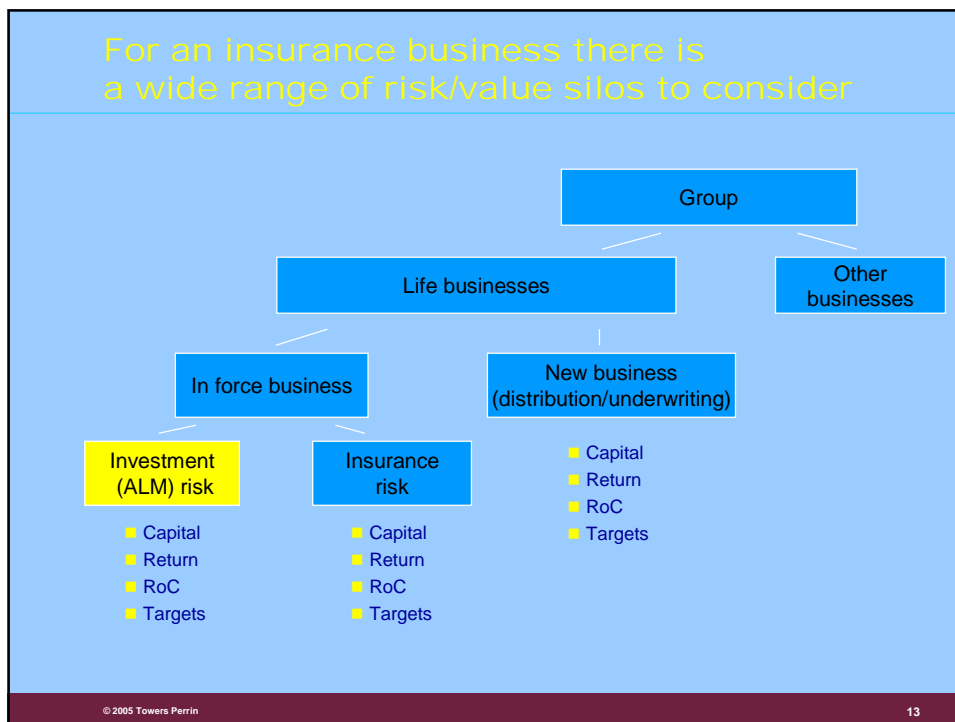 For an insurance business there is
a wide range of risk/value silos to consider
Group
Life businesses
Other
businesses
In force business
New business
(distribution/underwriting)
Investment
(ALM) risk
Insurance
risk
Capital
Return
RoC
Targets
Capital
Return
RoC
Targets
Capital
Return
RoC
Targets
© 2005 Towers Perrin
13